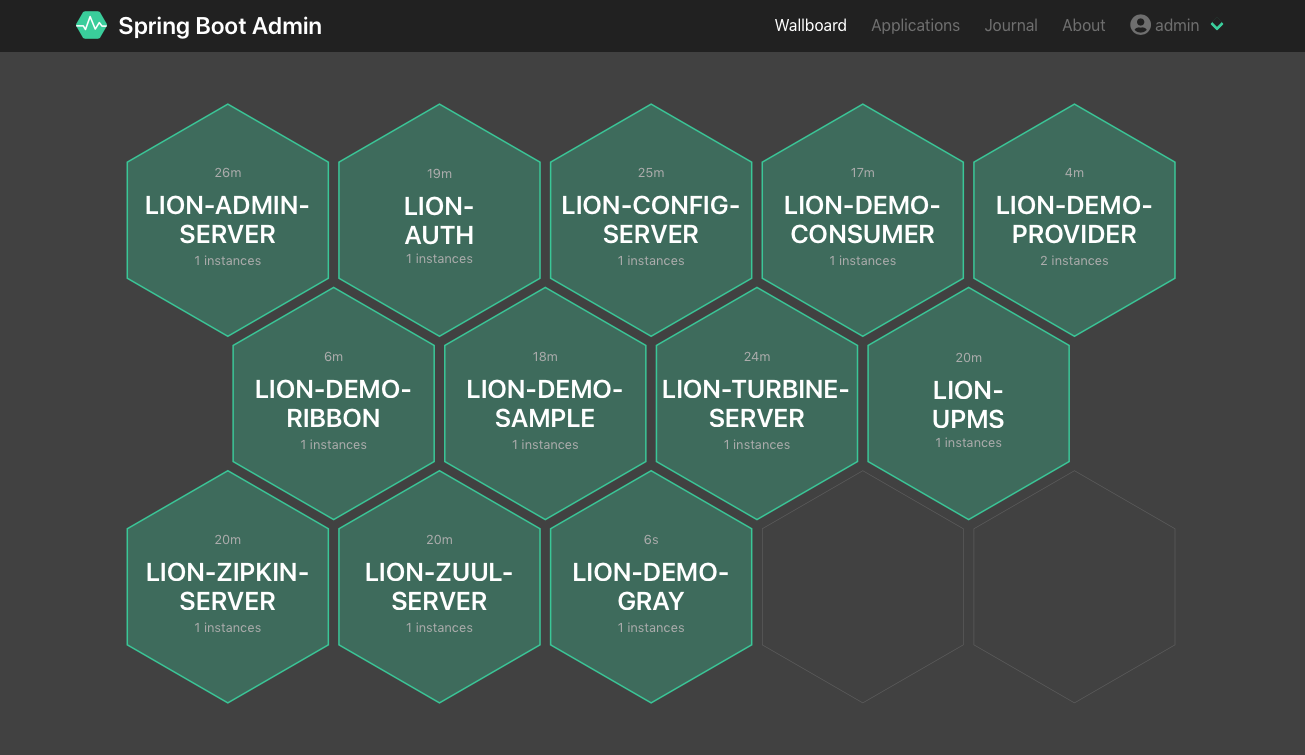 Spring Boot Admin
Wallboard
Applications
Journal
About
admin
26m
LION-ADMIN-
SERVER
1 instances
19m
LION-
AUTH
1 instances
25m
LION-CONFIG-
SERVER
1 instances
17m
LION-DEMO-
CONSUMER
1 instances
4m
LION-DEMO-
PROVIDER
2 instances
6m
LION-DEMO-
RIBBON
1 instances
18m
LION-DEMO-
SAMPLE
1 instances
24m
LION-TURBINE-
SERVER
1 instances
20m
LION-
UPMS
1 instances
20m
LION-ZIPKIN-
SERVER
1 instances
20m
LION-ZUUL-
SERVER
1 instances
6s
LION-DEMO-
GRAY
1 instances